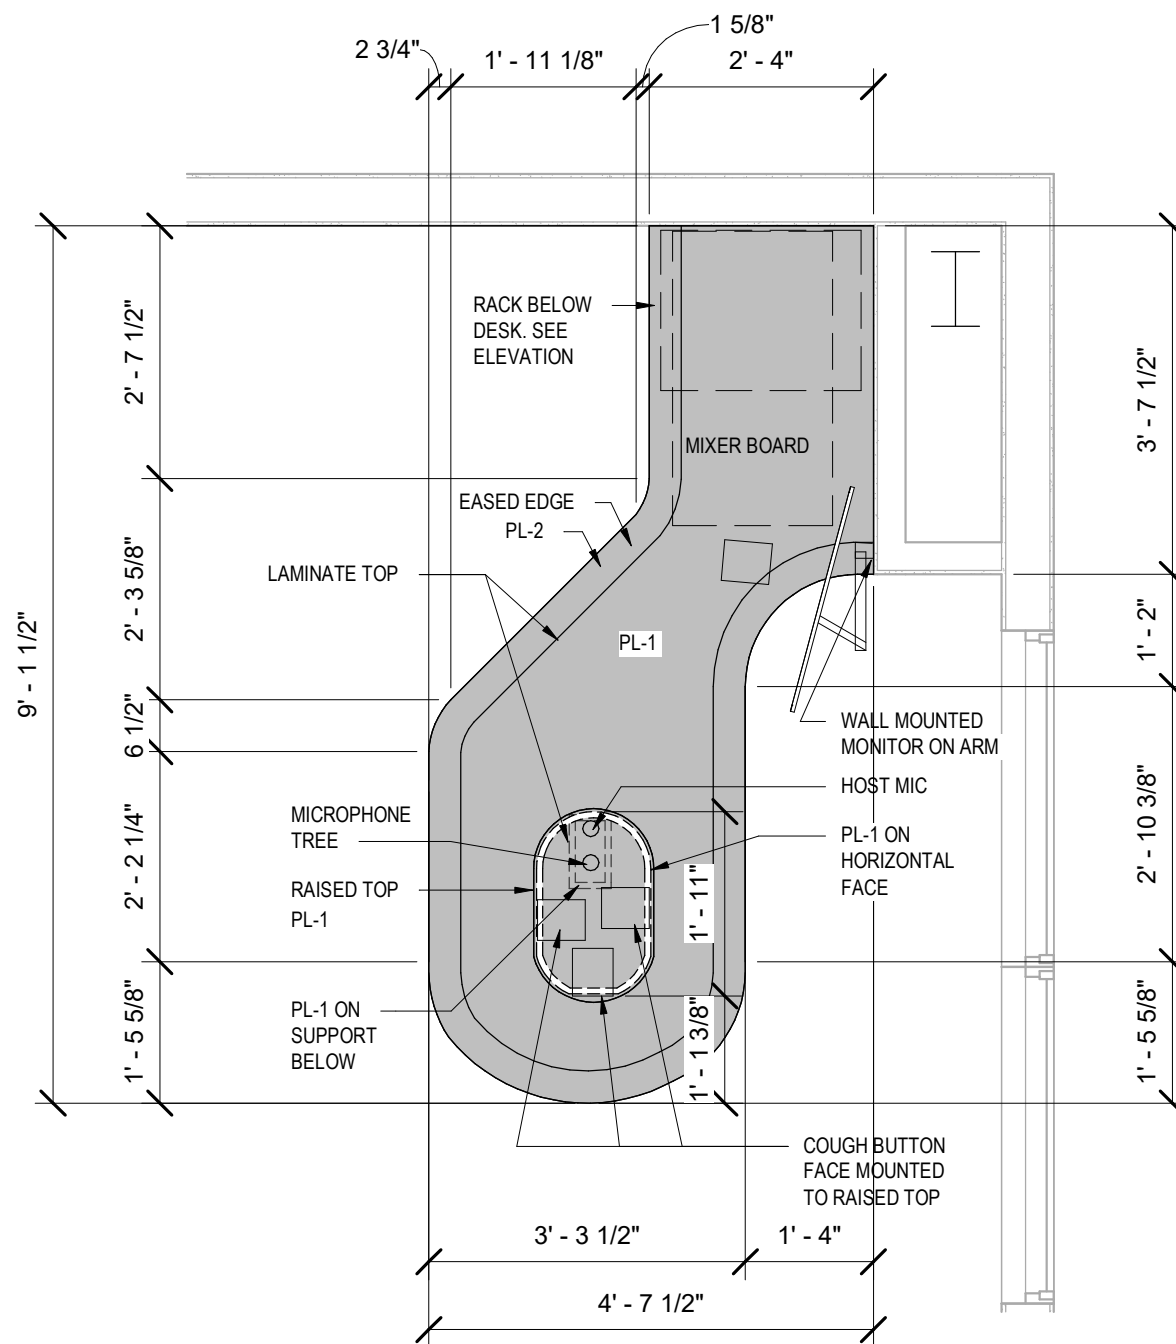 1 5/8"
2 3/4"
1' - 11 1/8"
2' - 4"
RACK BELOW
DESK. SEE
ELEVATION
2' - 7 1/2"
3' - 7 1/2"
MIXER BOARD
EASED EDGE
PL-2
LAMINATE TOP
2' - 3 5/8"
PL-1
1' - 2"
9' - 1 1/2"
6 1/2"
WALL MOUNTED
MONITOR ON ARM
HOST MIC
MICROPHONE
TREE
PL-1 ON
HORIZONTAL
FACE
2' - 2 1/4"
RAISED TOP
PL-1
1' - 11"
2' - 10 3/8"
PL-1 ON
SUPPORT
BELOW
1' - 5 5/8"
1' - 1 3/8"
1' - 5 5/8"
COUGH BUTTON
FACE MOUNTED
TO RAISED TOP
3' - 3 1/2"
1' - 4"
4' - 7 1/2"